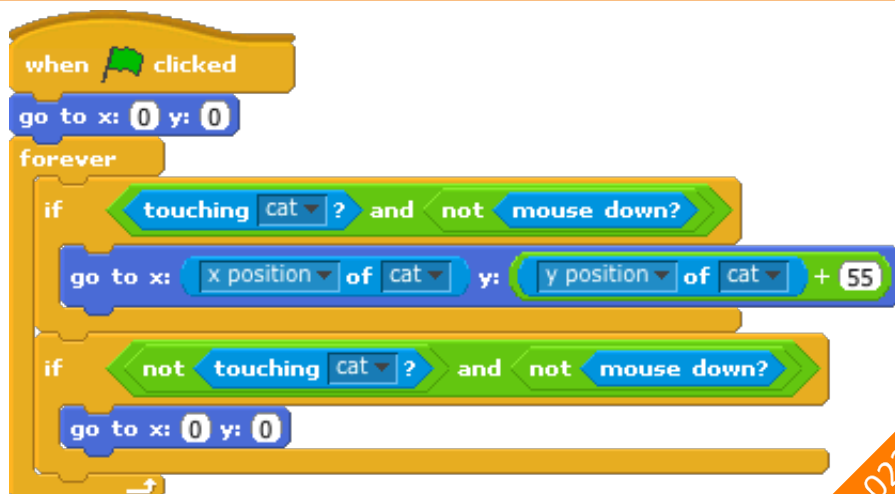 when clicked
go to x: 0 y: 0
forever
if touching cat ? and not mouse down?
go to x: x position of cat y: y position of cat + 55
if not touching cat ? and not mouse down?
go to x: 0 y: 0